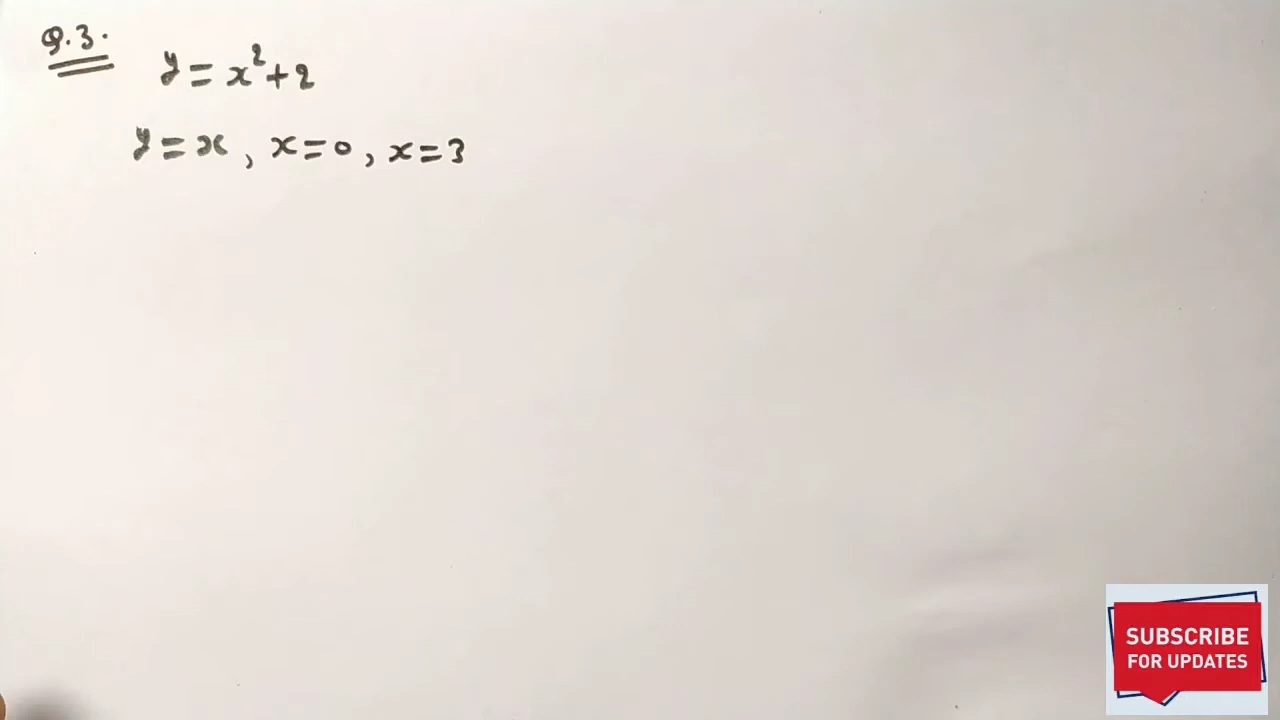 Q.3.
y = x²+2
y = x , x = 0 , x = 3
SUBSCRIBE
FOR UPDATES